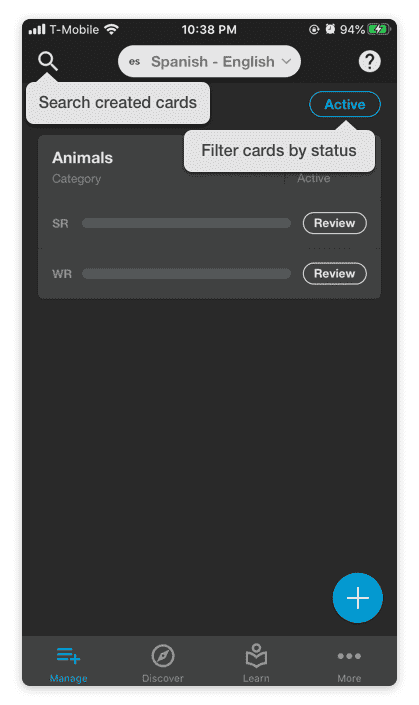 T-Mobile 10:38 PM 94%
es Spanish - English
Search created cards
Active
Filter cards by status
Animals
Category Active
SR Review
WR Review
Manage Discover Learn More